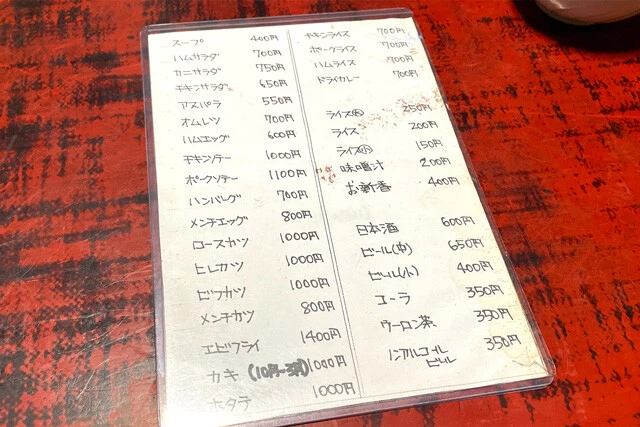 スープ 400円
ハムサラダ 700円
カニサラダ 750円
チキンサラダ 650円
アスパラ 550円
オムレツ 700円
ハムエッグ 600円
チキンソテー 1000円
ポークソテー 1100円
ハンバーグ 700円
メンチエッグ 800円
ロースカツ 1000円
ヒレカツ 1000円
ビフカツ 1000円
メンチカツ 800円
エビフライ 1400円
カキ (10月〜3月) 1000円
ホタテ 1000円
チキンライス 700円
ポークライス 700円
ハムライス 700円
ドライカレー 700円
ライス(大) 250円
ライス 200円
ライス(小) 150円
味噌汁 200円
お新香 400円
日本酒 600円
ビール(中) 650円
ビール(小) 400円
コーラ 350円
ウーロン茶 350円
ノンアルコール 350円
ビール